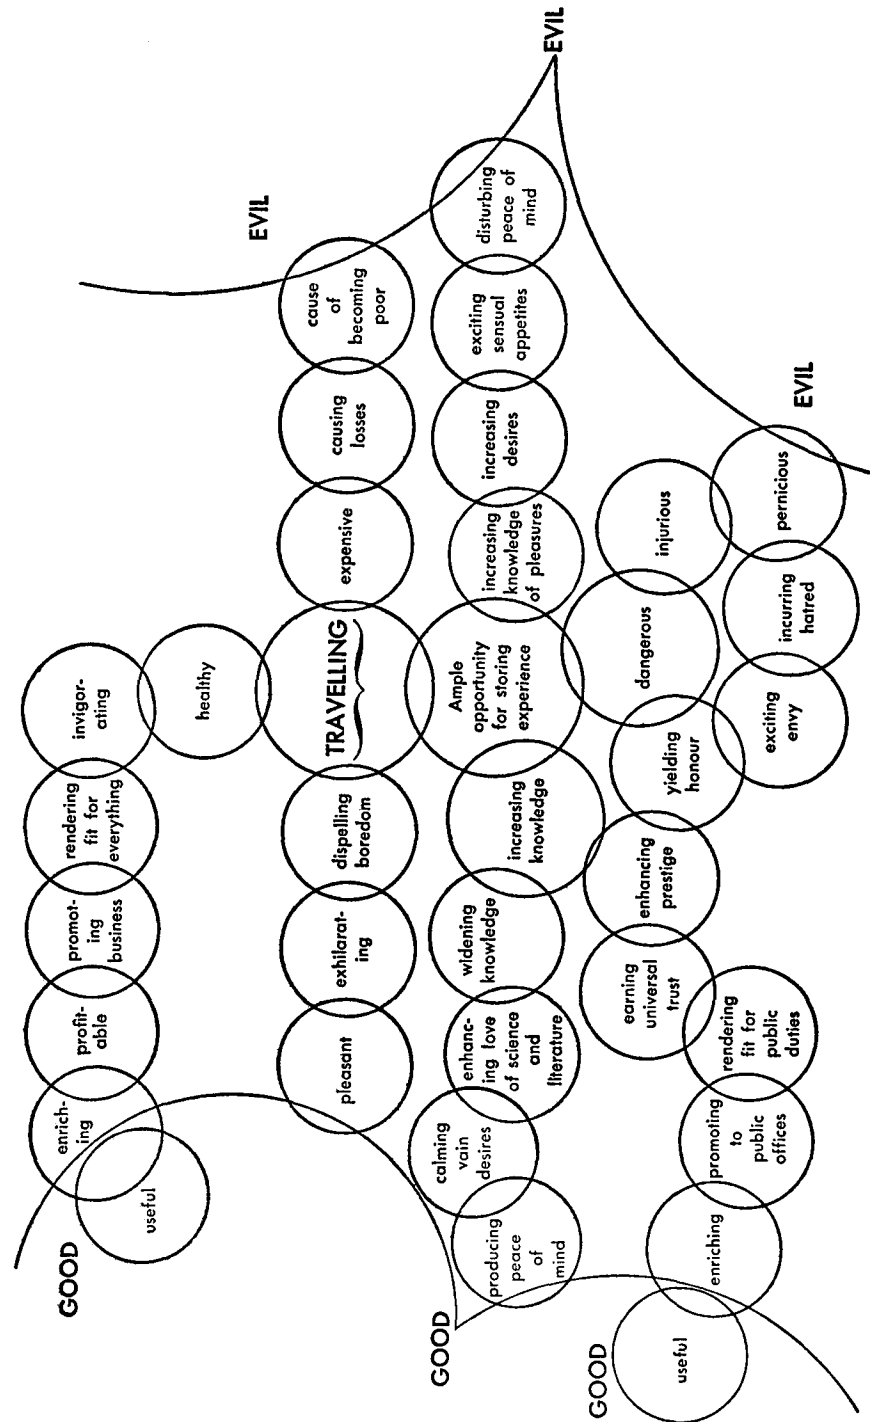 GOOD
useful
enrich-
ing
profit-
able
promot-
ing
business
rendering
fit for
everything
invigor-
ating
healthy
EVIL
pleasant
exhilarat-
ing
dispelling
boredom
TRAVELLING
expensive
causing
losses
cause
of
becoming
poor
GOOD
producing
peace
of
mind
calming
vain
desires
enhanc-
ing love
of science
and
literature
widening
knowledge
increasing
knowledge
Ample
opportunity
for storing
experience
increasing
knowledge
of pleasures
increasing
desires
exciting
sensual
appetites
disturbing
peace of
mind
EVIL
GOOD
useful
enriching
promoting
to
public
offices
rendering
fit for
public
duties
earning
universal
trust
enhancing
prestige
yielding
honour
dangerous
injurious
exciting
envy
incurring
hatred
pernicious
EVIL